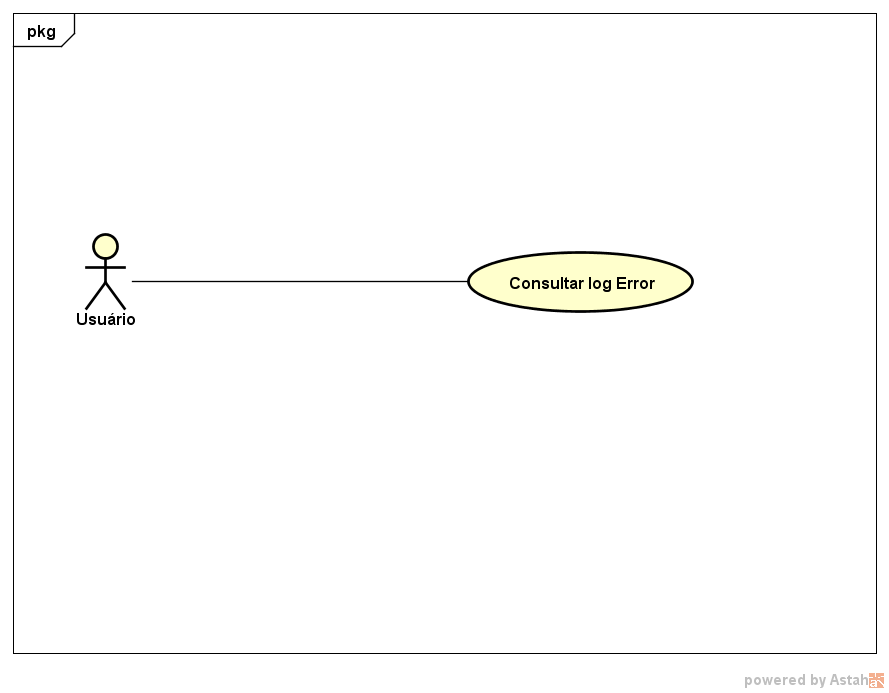 pkg
Usuário
Consultar log Error
powered by Astah